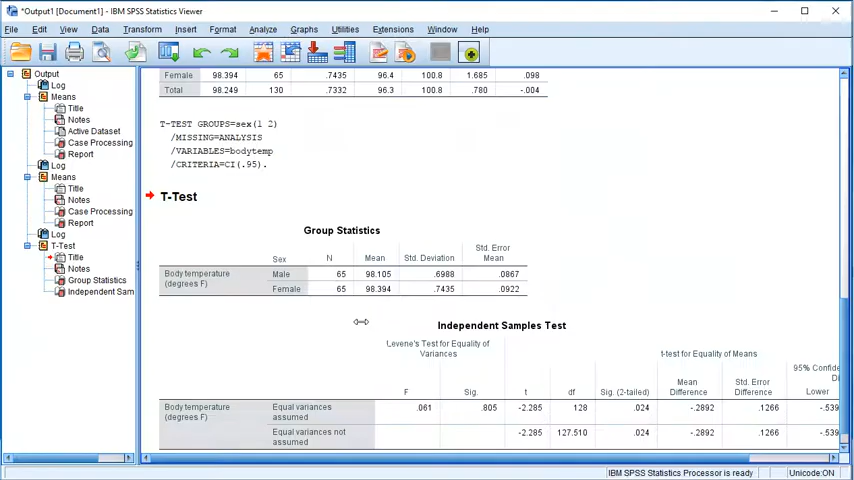 *Output1 [Document1] - IBM SPSS Statistics Viewer
File Edit View Data Transform Insert Format Analyze Graphs Utilities Extensions Window Help
Output
Log
Means
Title
Notes
Active Dataset
Case Processing
Report
Log
Means
Title
Notes
Case Processing
Report
Log
T-Test
Title
Notes
Group Statistics
Independent Sam
Female 98.394 65 .7435 96.4 100.8 1.685 .098
Total 98.249 130 .7332 96.3 100.8 .780 -.004
T-TEST GROUPS=sex(1 2)
/MISSING=ANALYSIS
/VARIABLES=bodytemp
/CRITERIA=CI(.95).
T-Test
Group Statistics
Sex N Mean Std. Deviation Std. Error Mean
Body temperature (degrees F) Male 65 98.105 .6988 .0867
Female 65 98.394 .7435 .0922
Independent Samples Test
Levene's Test for Equality of Variances
t-test for Equality of Means
F Sig. t df Sig. (2-tailed) Mean Difference Std. Error Difference 95% Confide
Di
Lower
Body temperature (degrees F) Equal variances assumed .061 .805 -2.285 128 .024 -.2892 .1266 -.539
Equal variances not assumed -2.285 127.510 .024 -.2892 .1266 -.539
IBM SPSS Statistics Processor is ready Unicode:ON